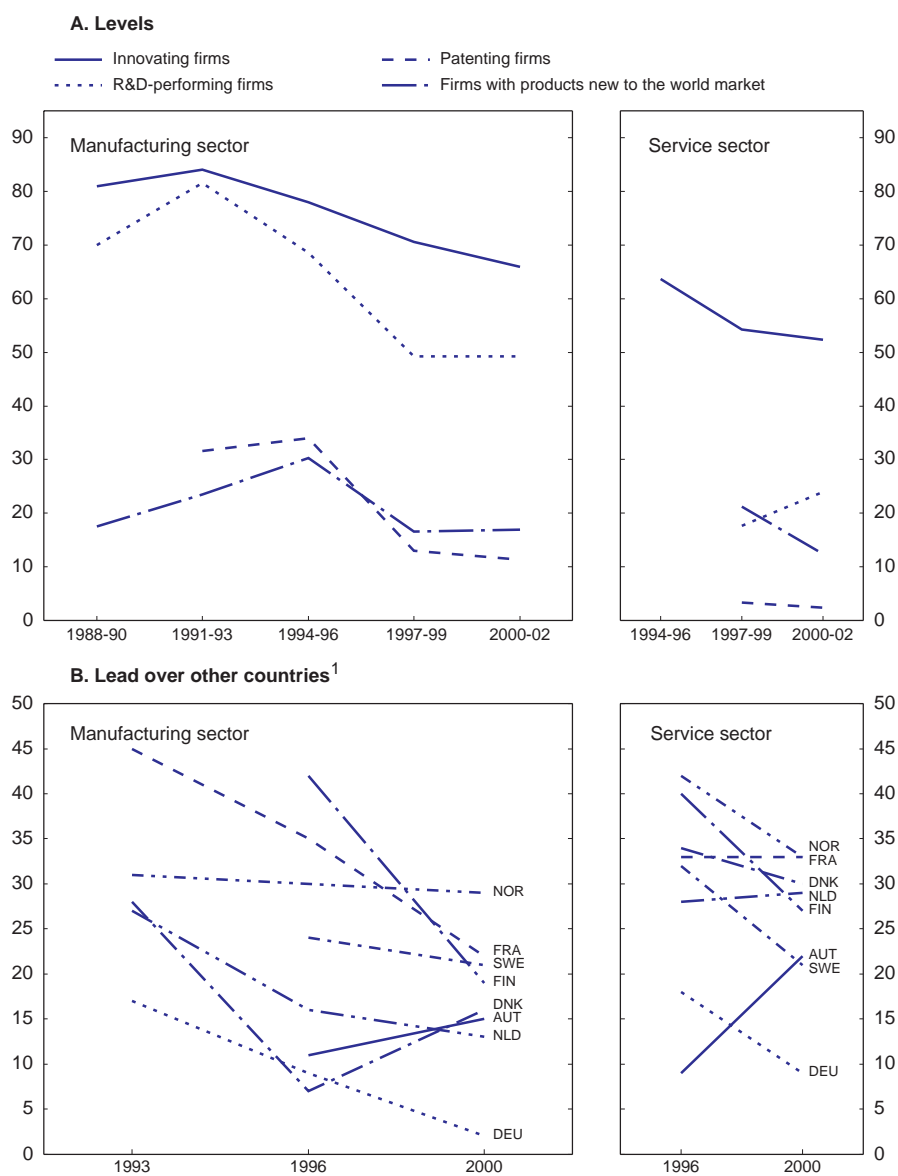 A. Levels
Innovating firms
Patenting firms
R&D-performing firms
Firms with products new to the world market
Manufacturing sector
Service sector
90 90
80 80
70 70
60 60
50 50
40 40
30 30
20 20
10 10
0 0
1988-90 1991-93 1994-96 1997-99 2000-02
1994-96 1997-99 2000-02
B. Lead over other countries1
Manufacturing sector
Service sector
50 50
45 45
40 40
35 35
30 30
25 25
20 20
15 15
10 10
5 5
0 0
NOR
FRA
SWE
FIN
DNK
AUT
NLD
DEU
NOR
FRA
DNK
NLD
FIN
AUT
SWE
DEU
1993 1996 2000
1996 2000